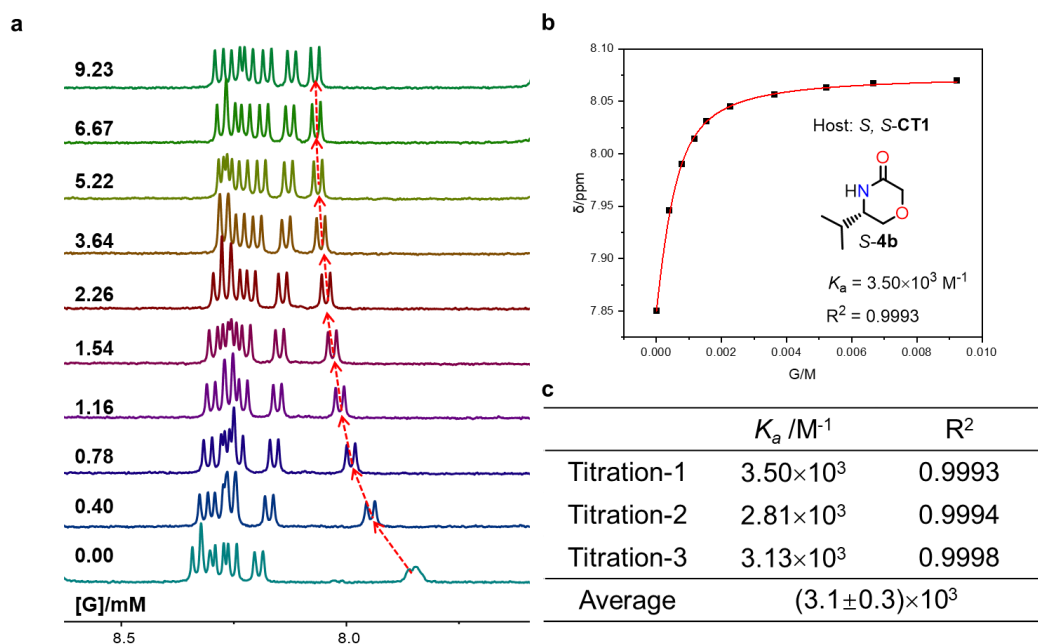 a
9.23
6.67
5.22
3.64
2.26
1.54
1.16
0.78
0.40
0.00
[G]/mM
8.5
8.0
b
8.10
8.05
8.00
7.95
7.90
7.85
δ/ppm
0.000
0.002
0.004
0.006
0.008
0.010
G/M
Host: S, S-CT1
O
HN
O
S-4b
Kₐ = 3.50×10³ M⁻¹
R² = 0.9993
c
Kₐ /M⁻¹ R²
Titration-1 3.50×10³ 0.9993
Titration-2 2.81×10³ 0.9994
Titration-3 3.13×10³ 0.9998
Average (3.1±0.3)×10³